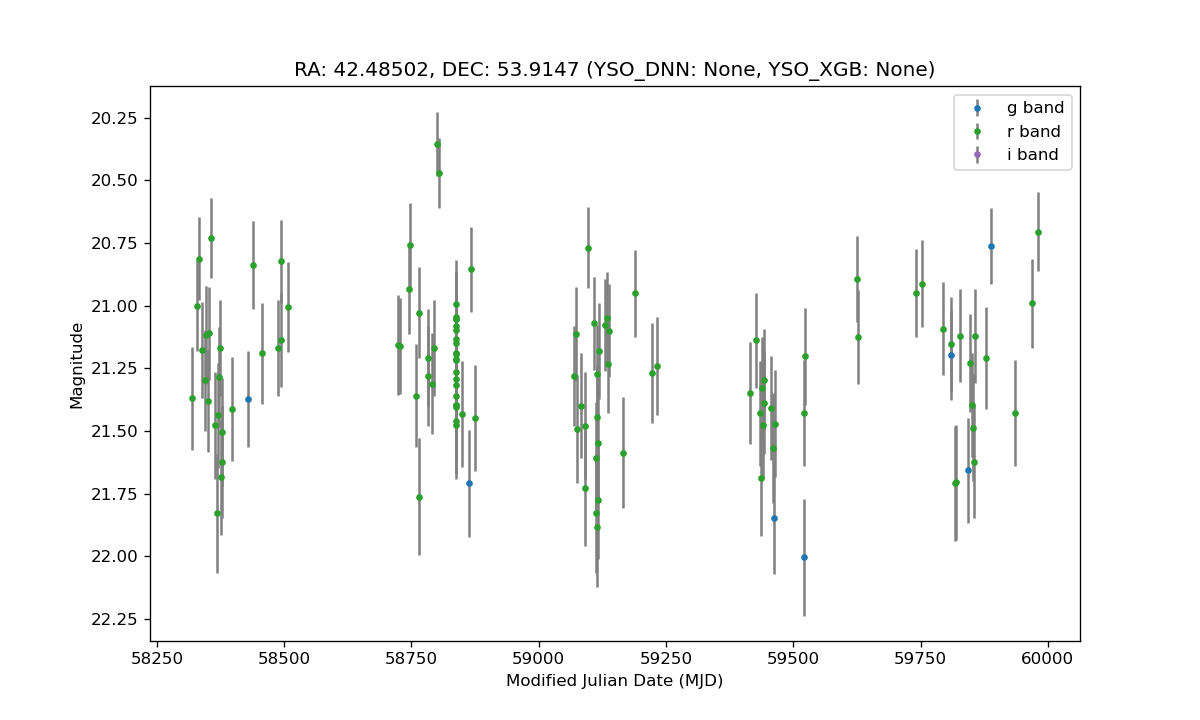 RA: 42.48502, DEC: 53.9147 (YSO_DNN: None, YSO_XGB: None)
g band
r band
i band
20.25
20.50
20.75
21.00
21.25
21.50
21.75
22.00
22.25
Magnitude
58250 58500 58750 59000 59250 59500 59750 60000
Modified Julian Date (MJD)